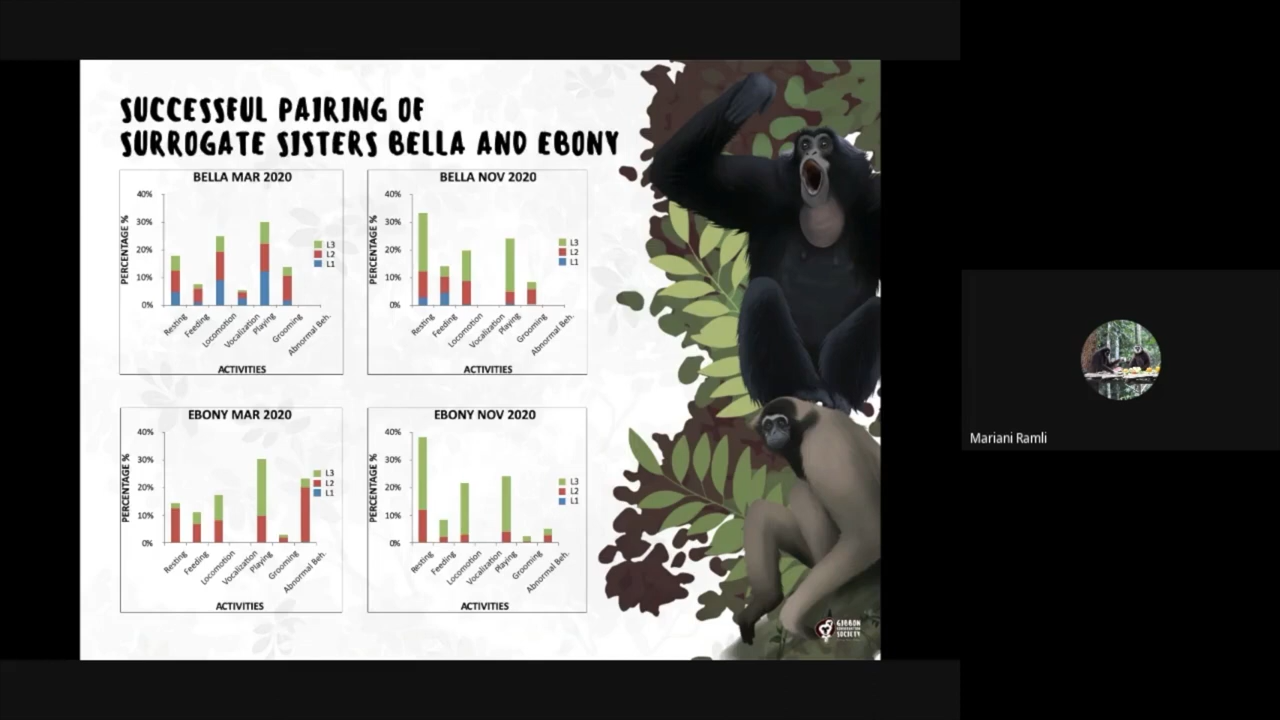 SUCCESSFUL PAIRING OF
SURROGATE SISTERS BELLA AND EBONY
BELLA MAR 2020
40%
30%
20%
10%
0%
PERCENTAGE %
L3
L2
L1
Resting
Feeding
Locomotion
Vocalization
Playing
Grooming
Abnormal Beh.
ACTIVITIES
BELLA NOV 2020
40%
30%
20%
10%
0%
PERCENTAGE %
L3
L2
L1
Resting
Feeding
Locomotion
Vocalization
Playing
Grooming
Abnormal Beh.
ACTIVITIES
EBONY MAR 2020
40%
30%
20%
10%
0%
PERCENTAGE %
L3
L2
L1
Resting
Feeding
Locomotion
Vocalization
Playing
Grooming
Abnormal Beh.
ACTIVITIES
EBONY NOV 2020
40%
30%
20%
10%
0%
PERCENTAGE %
L3
L2
L1
Resting
Feeding
Locomotion
Vocalization
Playing
Grooming
Abnormal Beh.
ACTIVITIES
GIBBON
CONSERVATION
SOCIETY
Mariani Ramli